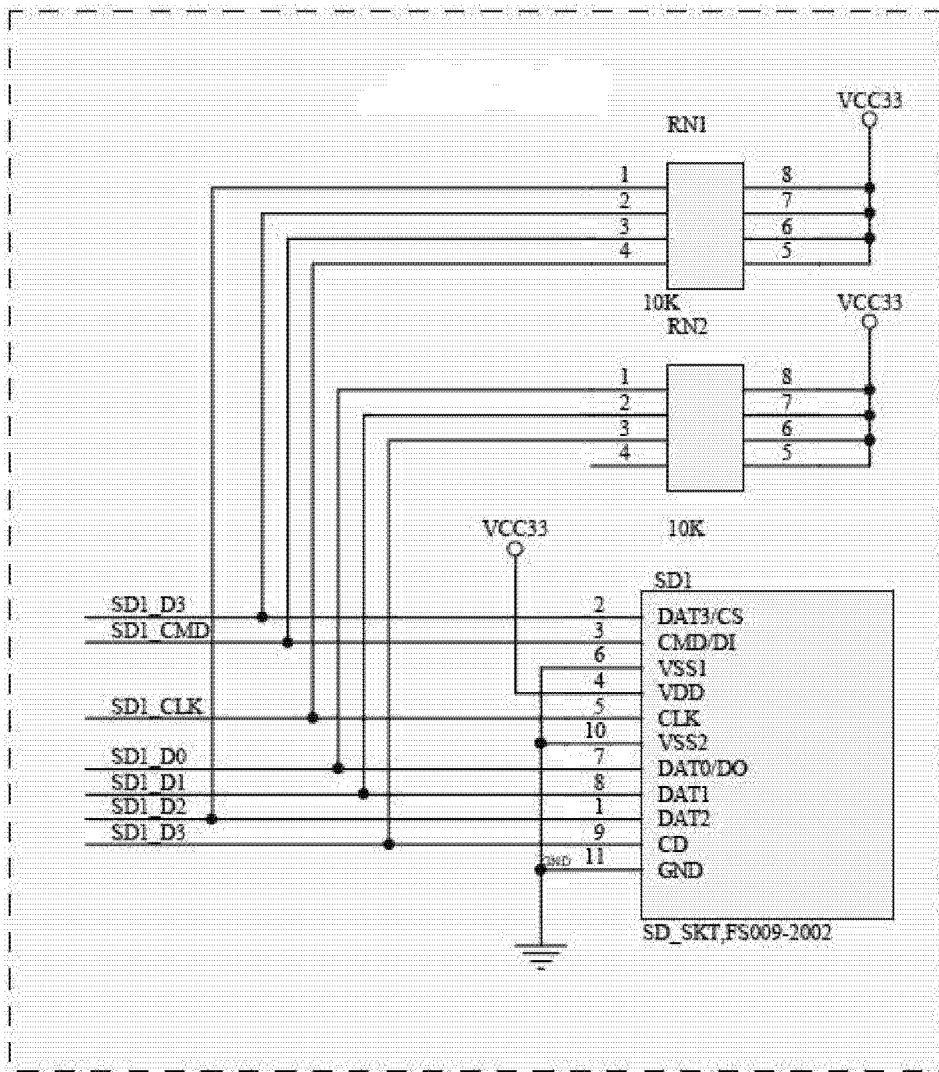 VCC33
RN1
1 8
2 7
3 6
4 5
10K
VCC33
RN2
1 8
2 7
3 6
4 5
VCC33
10K
SD1
SD1_D3 2 DAT3/CS
SD1_CMD 3 CMD/DI
6 VSS1
4 VDD
SD1_CLK 5 CLK
10 VSS2
SD1_D0 7 DAT0/DO
SD1_D1 8 DAT1
SD1_D2 1 DAT2
SD1_D3 9 CD
GND 11 GND
SD_SKT,FS009-2002